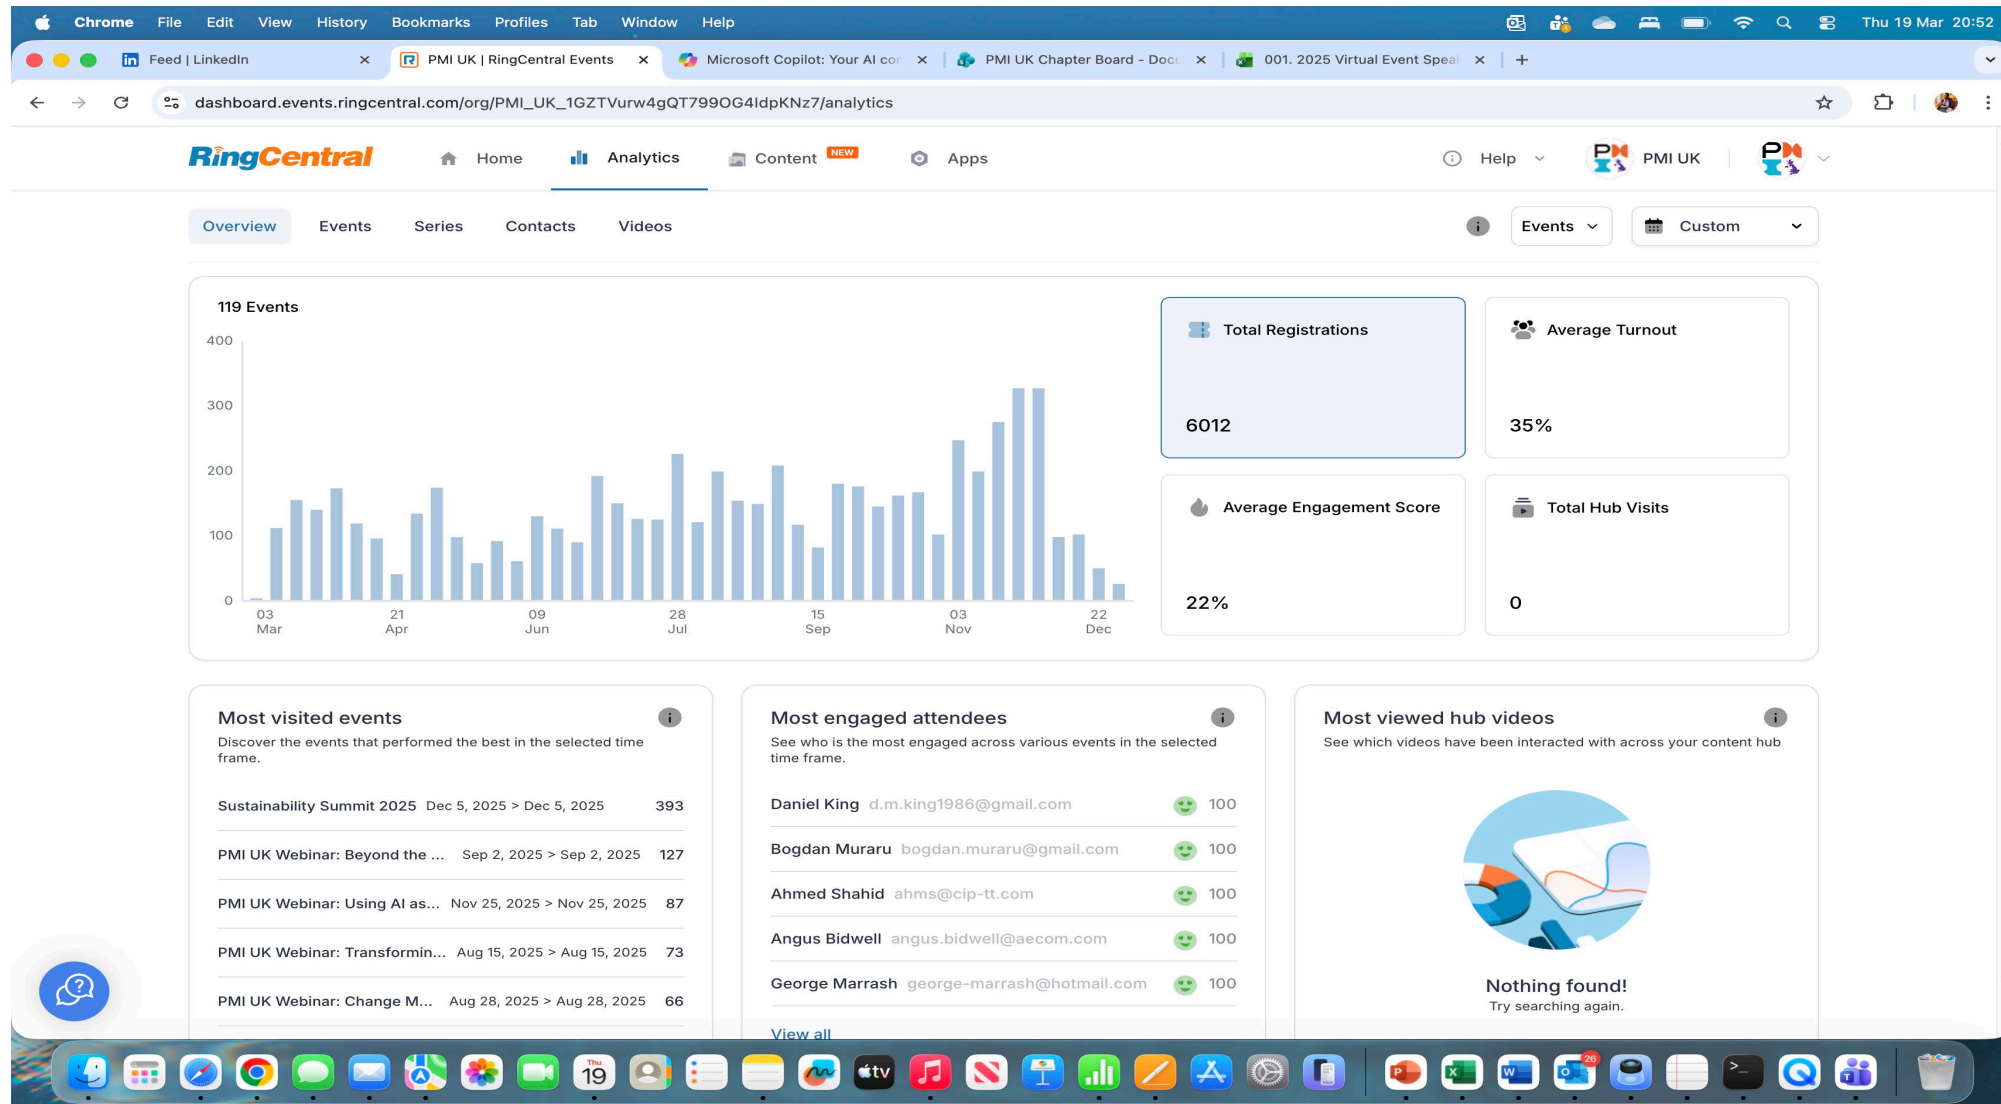 Chrome File Edit View History Bookmarks Profiles Tab Window Help Thu 19 Mar 20:52
Feed | LinkedIn PMI UK | RingCentral Events Microsoft Copilot: Your AI con PMI UK Chapter Board - Docu 001. 2025 Virtual Event Speak
dashboard.events.ringcentral.com/org/PMI_UK_1GZTVurw4gQT799OG4IdpKNz7/analytics
RingCentral Home Analytics Content NEW Apps Help PMI UK
Overview Events Series Contacts Videos Events Custom
119 Events
400
300
200
100
0
03 21 09 28 15 03 22
Mar Apr Jun Jul Sep Nov Dec
Total Registrations
6012
Average Turnout
35%
Average Engagement Score
22%
Total Hub Visits
0
Most visited events
Discover the events that performed the best in the selected time
frame.
Sustainability Summit 2025 Dec 5, 2025 > Dec 5, 2025 393
PMI UK Webinar: Beyond the ... Sep 2, 2025 > Sep 2, 2025 127
PMI UK Webinar: Using AI as... Nov 25, 2025 > Nov 25, 2025 87
PMI UK Webinar: Transformin... Aug 15, 2025 > Aug 15, 2025 73
PMI UK Webinar: Change M... Aug 28, 2025 > Aug 28, 2025 66
Most engaged attendees
See who is the most engaged across various events in the selected
time frame.
Daniel King d.m.king1986@gmail.com 100
Bogdan Muraru bogdan.muraru@gmail.com 100
Ahmed Shahid ahms@cip-tt.com 100
Angus Bidwell angus.bidwell@aecom.com 100
George Marrash george-marrash@hotmail.com 100
View all
Most viewed hub videos
See which videos have been interacted with across your content hub
Nothing found!
Try searching again.
Thu
19
tv
26